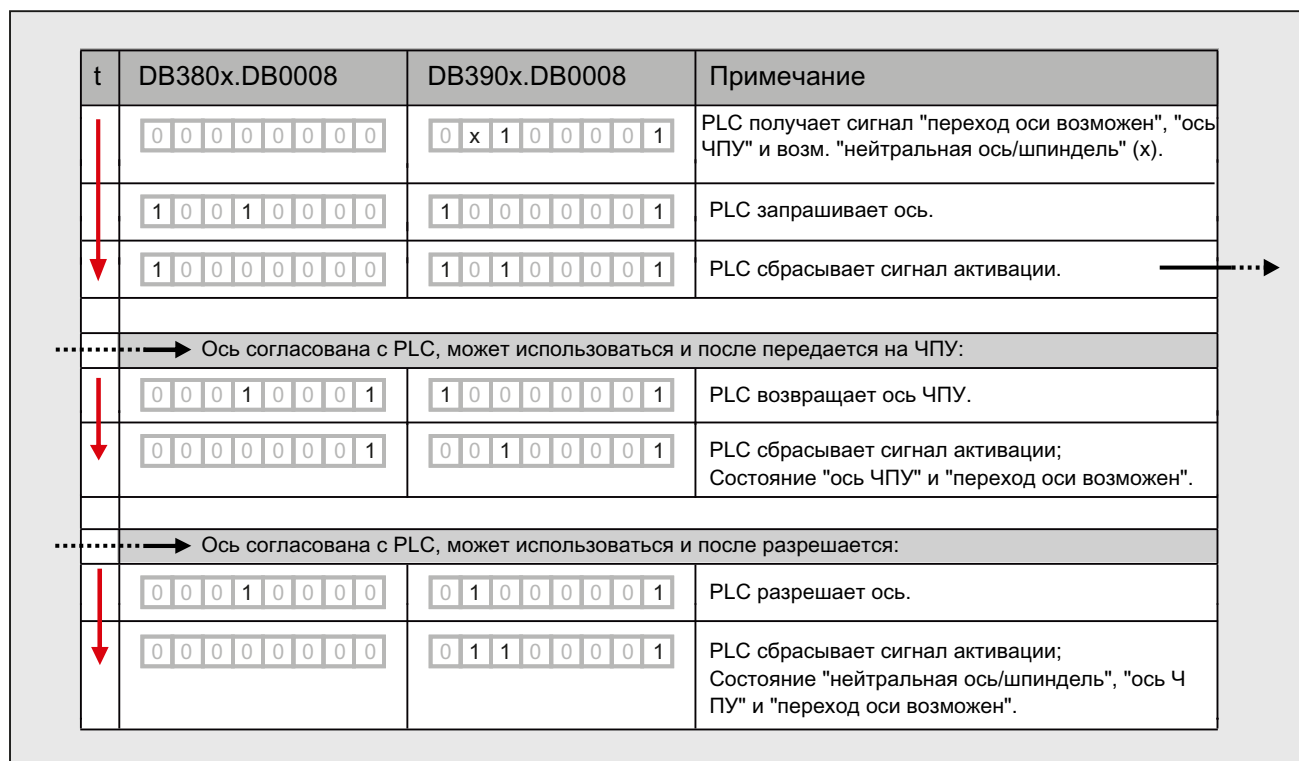 t DB380x.DB0008 DB390x.DB0008 Примечание
0 0 0 0 0 0 0 0 0 x 1 0 0 0 0 1 PLC получает сигнал "переход оси возможен", "ось
ЧПУ" и возм. "нейтральная ось/шпиндель" (x).
1 0 0 1 0 0 0 0 1 0 0 0 0 0 0 1 PLC запрашивает ось.
1 0 0 0 0 0 0 0 1 0 1 0 0 0 0 1 PLC сбрасывает сигнал активации.
Ось согласована с PLC, может использоваться и после передается на ЧПУ:
0 0 0 1 0 0 0 1 1 0 0 0 0 0 0 1 PLC возвращает ось ЧПУ.
0 0 0 0 0 0 0 1 0 0 1 0 0 0 0 1 PLC сбрасывает сигнал активации;
Состояние "ось ЧПУ" и "переход оси возможен".
Ось согласована с PLC, может использоваться и после разрешается:
0 0 0 1 0 0 0 0 0 1 0 0 0 0 0 1 PLC разрешает ось.
0 0 0 0 0 0 0 0 0 1 1 0 0 0 0 1 PLC сбрасывает сигнал активации;
Состояние "нейтральная ось/шпиндель", "ось Ч
ПУ" и "переход оси возможен".